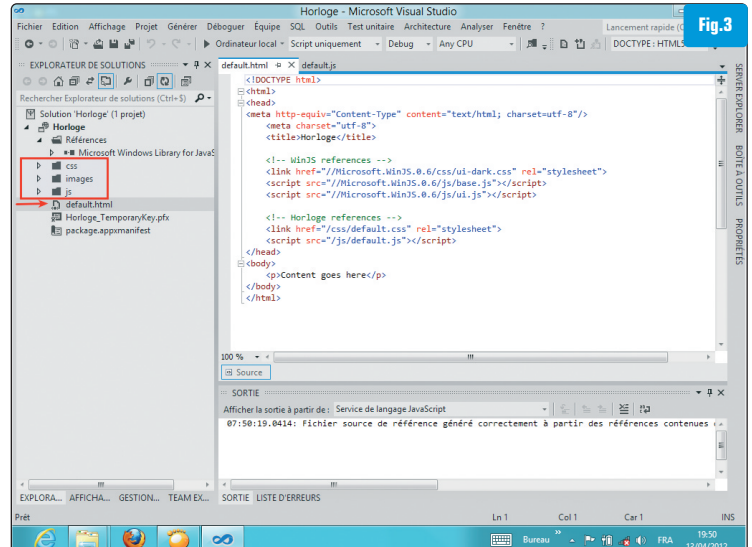 Horloge - Microsoft Visual Studio
Fig.3
Fichier Edition Affichage Projet Générer Déboguer Équipe SQL Outils Test unitaire Architecture Analyser Fenêtre ?
Lancement rapide
Ordinateur local Script uniquement Debug Any CPU DOCTYPE : HTML5
EXPLORATEUR DE SOLUTIONS
Rechercher Explorateur de solutions (Ctrl+$)
Solution 'Horloge' (1 projet)
Horloge
Références
Microsoft Windows Library for JavaS
css
images
js
default.html
Horloge_TemporaryKey.pfx
package.appxmanifest
EXPLORA... AFFICHA... GESTION... TEAM EX...
default.html default.js
<!DOCTYPE html>
<html>
<head>
<meta http-equiv="Content-Type" content="text/html; charset=utf-8"/>
<meta charset="utf-8">
<title>Horloge</title>
<!-- WinJS references -->
<link href="//Microsoft.WinJS.0.6/css/ui-dark.css" rel="stylesheet">
<script src="//Microsoft.WinJS.0.6/js/base.js"></script>
<script src="//Microsoft.WinJS.0.6/js/ui.js"></script>
<!-- Horloge references -->
<link href="/css/default.css" rel="stylesheet">
<script src="/js/default.js"></script>
</head>
<body>
<p>Content goes here</p>
</body>
</html>
100 %
Source
SORTIE
Afficher la sortie à partir de : Service de langage JavaScript
07:50:19.0414: Fichier source de référence généré correctement à partir des références contenues
SORTIE LISTE D'ERREURS
SERVER EXPLORER
BOÎTE À OUTILS
PROPRIÉTÉS
Prêt Ln 1 Col 1 Car 1 INS
Bureau FRA 19:50
13/04/2012